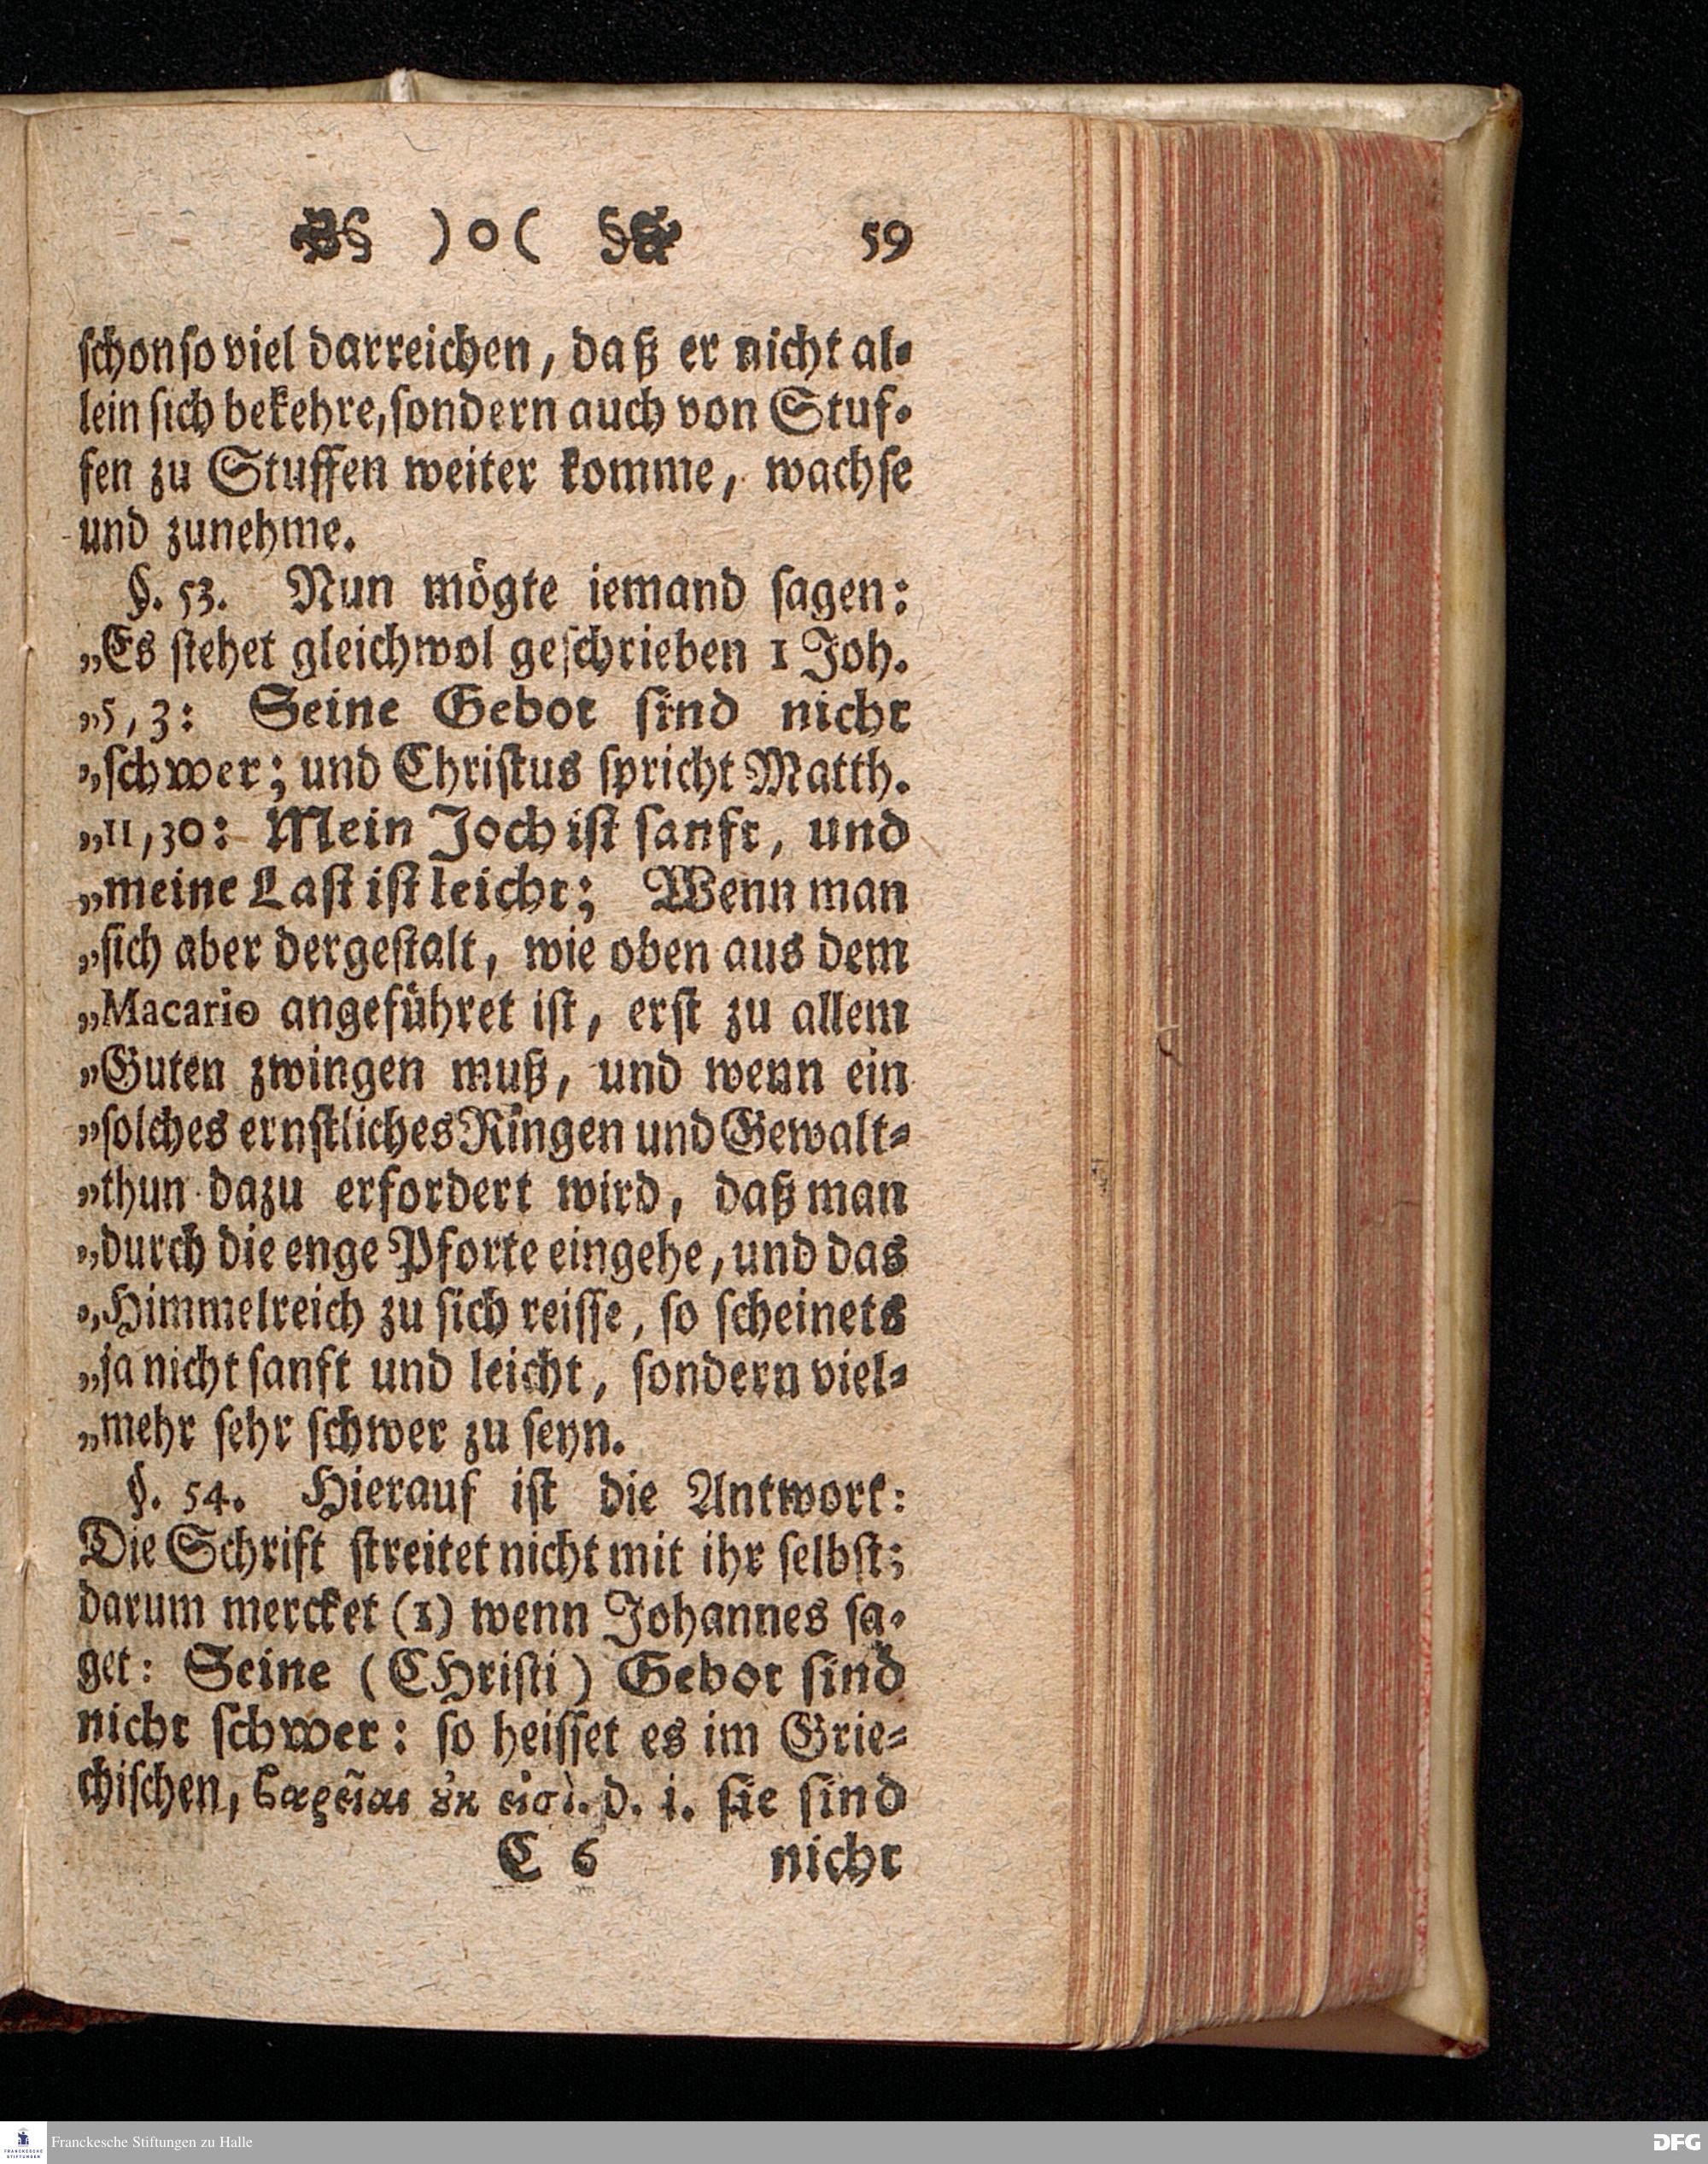 )o( 59
schon so viel darreichen, daß er nicht al-
lein sich bekehre, sondern auch von Stuf-
fen zu Stuffen weiter komme, wachse
und zunehme.
§. 53. Nun mögte iemand sagen:
„Es stehet gleichwol geschrieben 1 Joh.
„5, 3: Seine Gebot sind nicht
„schwer; und Christus spricht Matth.
„11, 30: Mein Joch ist sanft, und
„meine Last ist leicht; Wenn man
„sich aber dergestalt, wie oben aus dem
„Macario angeführet ist, erst zu allem
„Guten zwingen muß, und wenn ein
„solches ernstliches Ringen und Gewalt-
„thun dazu erfordert wird, daß man
„durch die enge Pforte eingehe, und das
„Himmelreich zu sich reisse, so scheinets
„ja nicht sanft und leicht, sondern viel-
„mehr sehr schwer zu seyn.
§. 54. Hierauf ist die Antwort:
Die Schrift streitet nicht mit ihr selbst;
darum mercket (1) wenn Johannes sa-
get: Seine (CHristi) Gebot sind
nicht schwer: so heisset es im Grie-
chischen, βαρεῖαι ȣ̓κ εἰσὶ. d. i. sie sind
C 6 nicht
Franckesche Stiftungen zu Halle
FRANCKESCHE STIFTUNGEN
DFG